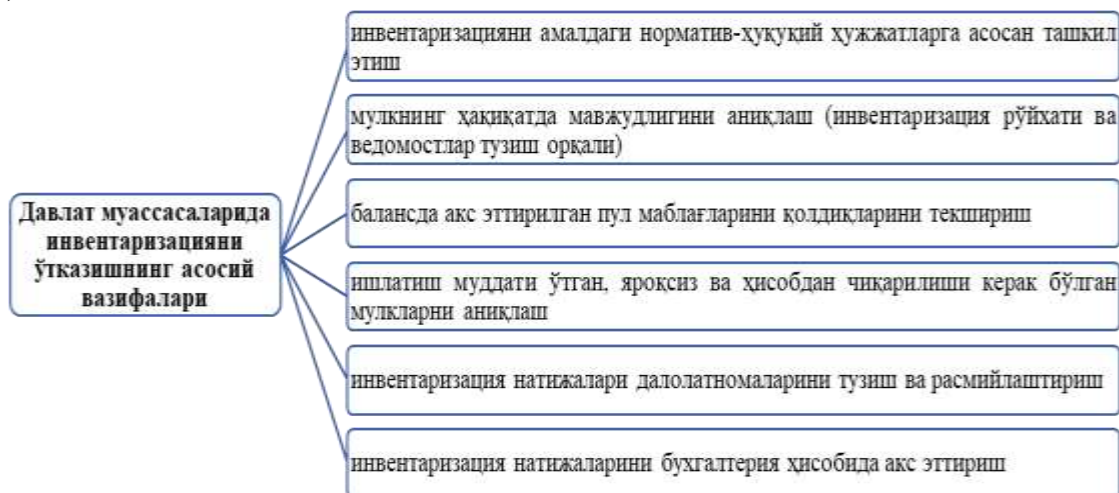 Давлат муассасаларида
инвентаризацияни
ўтказишнинг асосий
вазифалари
инвентаризацияни амалдаги норматив-ҳуқуқий ҳужжатларга асосан ташкил
этиш
мулкнинг ҳақиқатда мавжудлигини аниқлаш (инвентаризация рўйхати ва
ведомостлар тузиш орқали)
балансда акс эттирилган пул маблағларини қолдиқларини текшириш
ишлатиш муддати ўтган, яроқсиз ва ҳисобдан чиқарилиши керак бўлган
мулкларни аниқлаш
инвентаризация натижалари далолатномаларини тузиш ва расмийлаштириш
инвентаризация натижаларини бухгалтерия ҳисобида акс эттириш